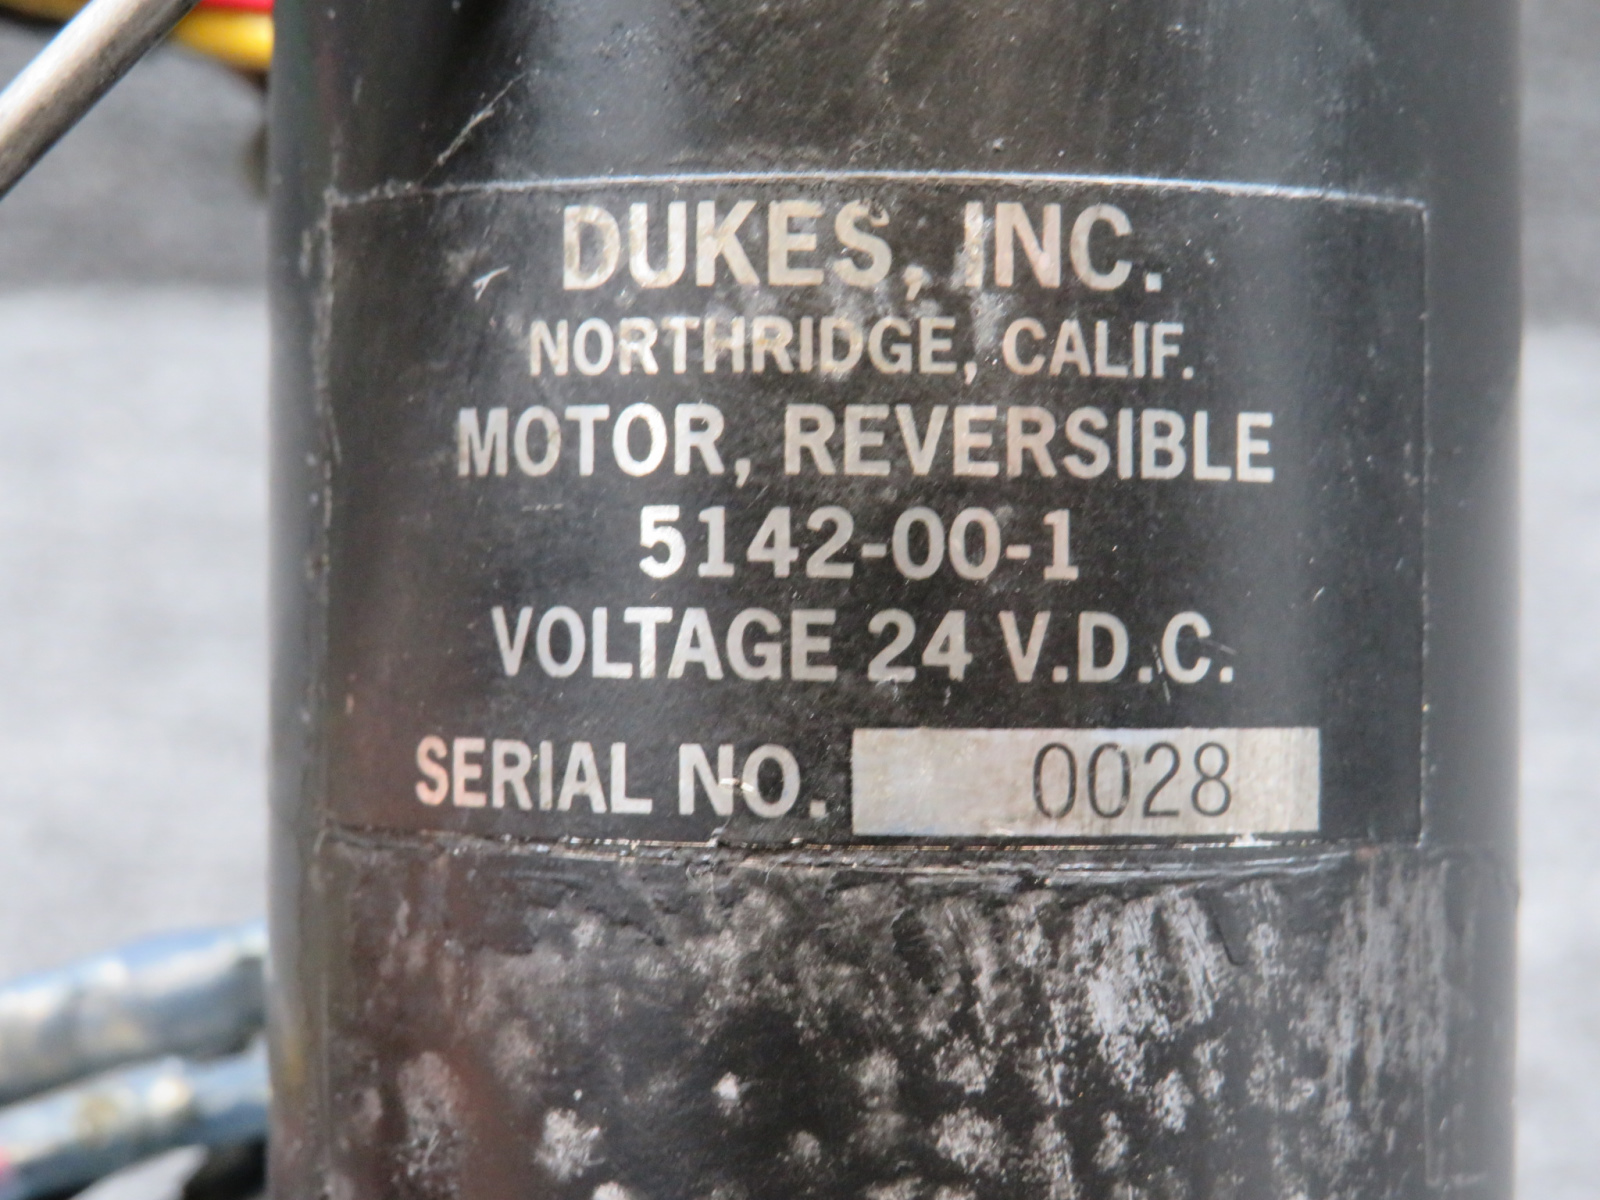 DUKES, INC.
NORTHRIDGE, CALIF.
MOTOR, REVERSIBLE
5142-00-1
VOLTAGE 24 V.D.C.
SERIAL NO. 0028